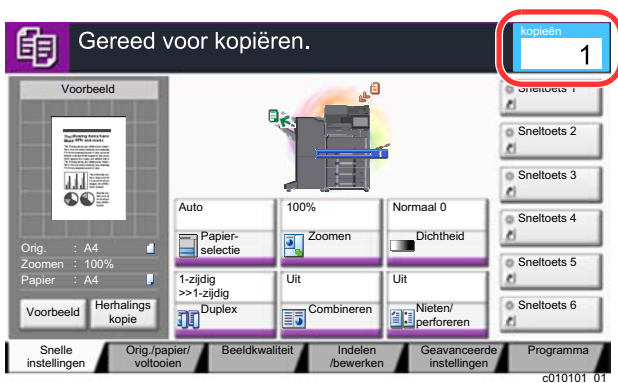 Gereed voor kopiëren.
kopieën
1
Voorbeeld
Orig. : A4
Zoomen : 100%
Papier : A4
Voorbeeld
Herhalings
kopie
Auto
Papier-
selectie
100%
Zoomen
Normaal 0
Dichtheid
1-zijdig
>>1-zijdig
Duplex
Uit
Combineren
Uit
Nieten/
perforeren
Sneltoets 1
Sneltoets 2
Sneltoets 3
Sneltoets 4
Sneltoets 5
Sneltoets 6
Snelle
instellingen
Orig./papier/
voltooien
Beeldkwaliteit
Indelen
/bewerken
Geavanceerde
instellingen
Programma
c010101_01